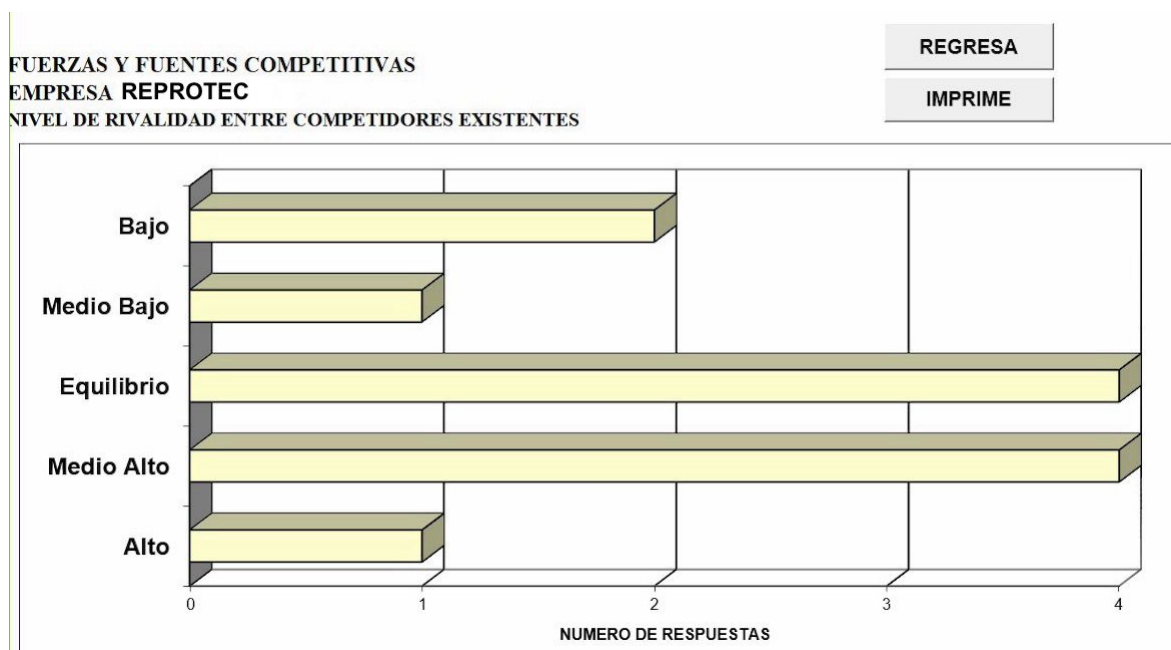 FUERZAS Y FUENTES COMPETITIVAS
EMPRESA REPROTEC
NIVEL DE RIVALIDAD ENTRE COMPETIDORES EXISTENTES
REGRESA
IMPRIME
Bajo
Medio Bajo
Equilibrio
Medio Alto
Alto
0 1 2 3 4
NUMERO DE RESPUESTAS